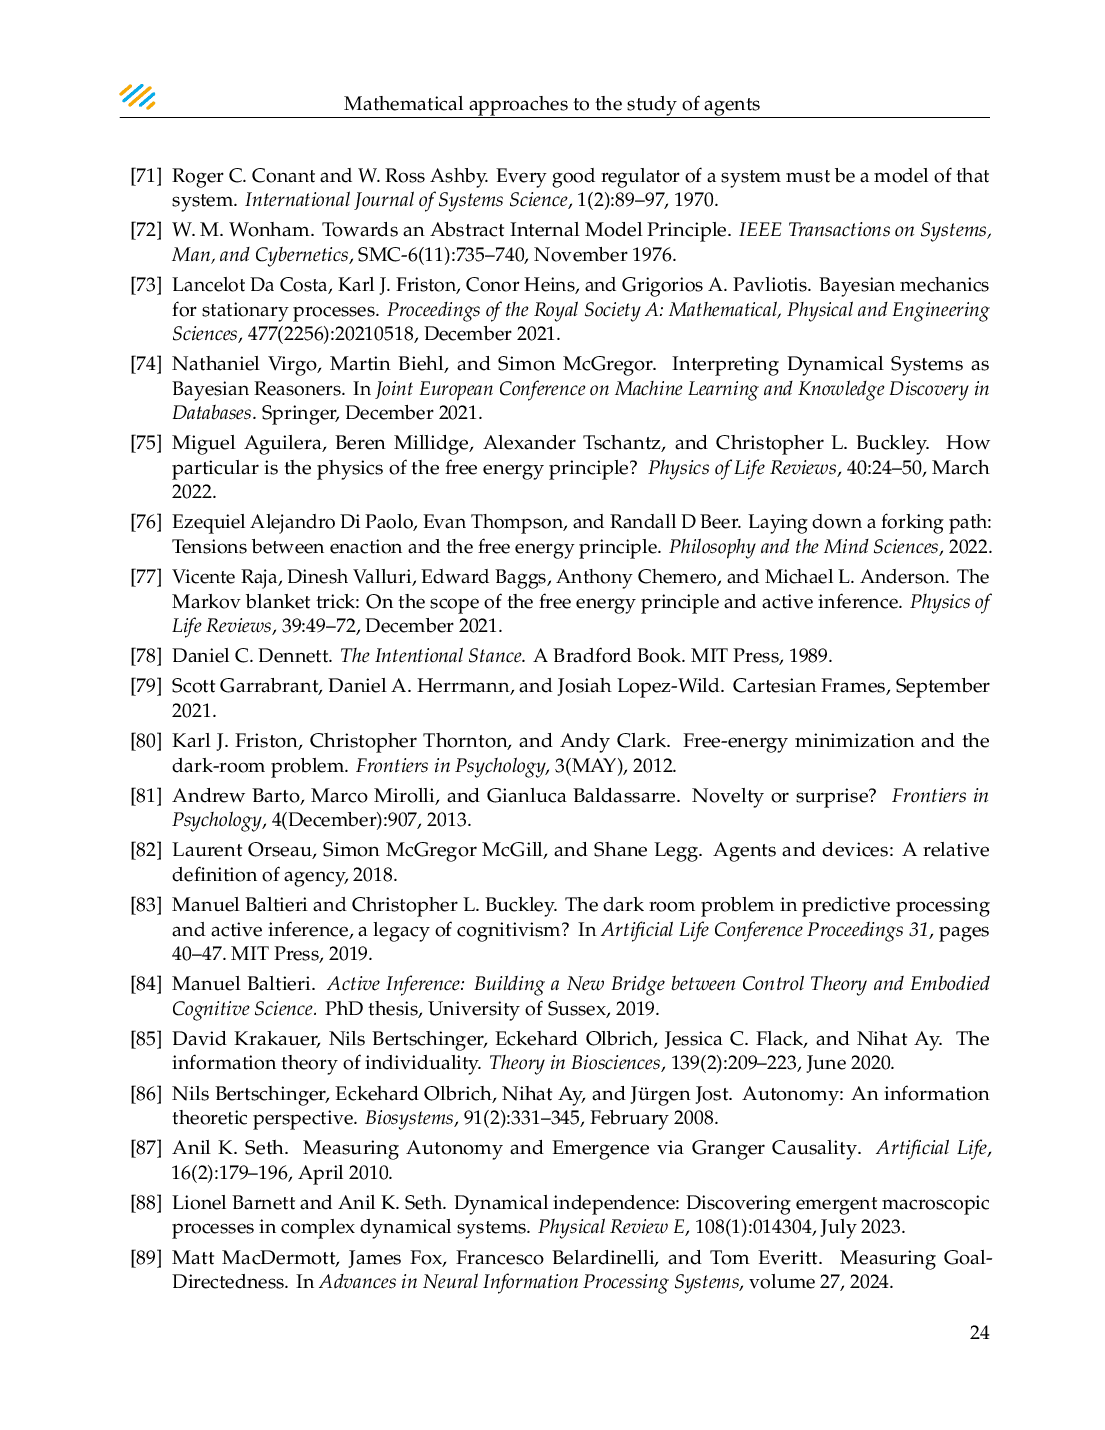 Mathematical approaches to the study of agents
[71] Roger C. Conant and W. Ross Ashby. Every good regulator of a system must be a model of that
system. International Journal of Systems Science, 1(2):89–97, 1970.
[72] W. M. Wonham. Towards an Abstract Internal Model Principle. IEEE Transactions on Systems,
Man, and Cybernetics, SMC-6(11):735–740, November 1976.
[73] Lancelot Da Costa, Karl J. Friston, Conor Heins, and Grigorios A. Pavliotis. Bayesian mechanics
for stationary processes. Proceedings of the Royal Society A: Mathematical, Physical and Engineering
Sciences, 477(2256):20210518, December 2021.
[74] Nathaniel Virgo, Martin Biehl, and Simon McGregor. Interpreting Dynamical Systems as
Bayesian Reasoners. In Joint European Conference on Machine Learning and Knowledge Discovery in
Databases. Springer, December 2021.
[75] Miguel Aguilera, Beren Millidge, Alexander Tschantz, and Christopher L. Buckley. How
particular is the physics of the free energy principle? Physics of Life Reviews, 40:24–50, March
2022.
[76] Ezequiel Alejandro Di Paolo, Evan Thompson, and Randall D Beer. Laying down a forking path:
Tensions between enaction and the free energy principle. Philosophy and the Mind Sciences, 2022.
[77] Vicente Raja, Dinesh Valluri, Edward Baggs, Anthony Chemero, and Michael L. Anderson. The
Markov blanket trick: On the scope of the free energy principle and active inference. Physics of
Life Reviews, 39:49–72, December 2021.
[78] Daniel C. Dennett. The Intentional Stance. A Bradford Book. MIT Press, 1989.
[79] Scott Garrabrant, Daniel A. Herrmann, and Josiah Lopez-Wild. Cartesian Frames, September
2021.
[80] Karl J. Friston, Christopher Thornton, and Andy Clark. Free-energy minimization and the
dark-room problem. Frontiers in Psychology, 3(MAY), 2012.
[81] Andrew Barto, Marco Mirolli, and Gianluca Baldassarre. Novelty or surprise? Frontiers in
Psychology, 4(December):907, 2013.
[82] Laurent Orseau, Simon McGregor McGill, and Shane Legg. Agents and devices: A relative
definition of agency, 2018.
[83] Manuel Baltieri and Christopher L. Buckley. The dark room problem in predictive processing
and active inference, a legacy of cognitivism? In Artificial Life Conference Proceedings 31, pages
40–47. MIT Press, 2019.
[84] Manuel Baltieri. Active Inference: Building a New Bridge between Control Theory and Embodied
Cognitive Science. PhD thesis, University of Sussex, 2019.
[85] David Krakauer, Nils Bertschinger, Eckehard Olbrich, Jessica C. Flack, and Nihat Ay. The
information theory of individuality. Theory in Biosciences, 139(2):209–223, June 2020.
[86] Nils Bertschinger, Eckehard Olbrich, Nihat Ay, and Jürgen Jost. Autonomy: An information
theoretic perspective. Biosystems, 91(2):331–345, February 2008.
[87] Anil K. Seth. Measuring Autonomy and Emergence via Granger Causality. Artificial Life,
16(2):179–196, April 2010.
[88] Lionel Barnett and Anil K. Seth. Dynamical independence: Discovering emergent macroscopic
processes in complex dynamical systems. Physical Review E, 108(1):014304, July 2023.
[89] Matt MacDermott, James Fox, Francesco Belardinelli, and Tom Everitt. Measuring Goal-
Directedness. In Advances in Neural Information Processing Systems, volume 27, 2024.
24